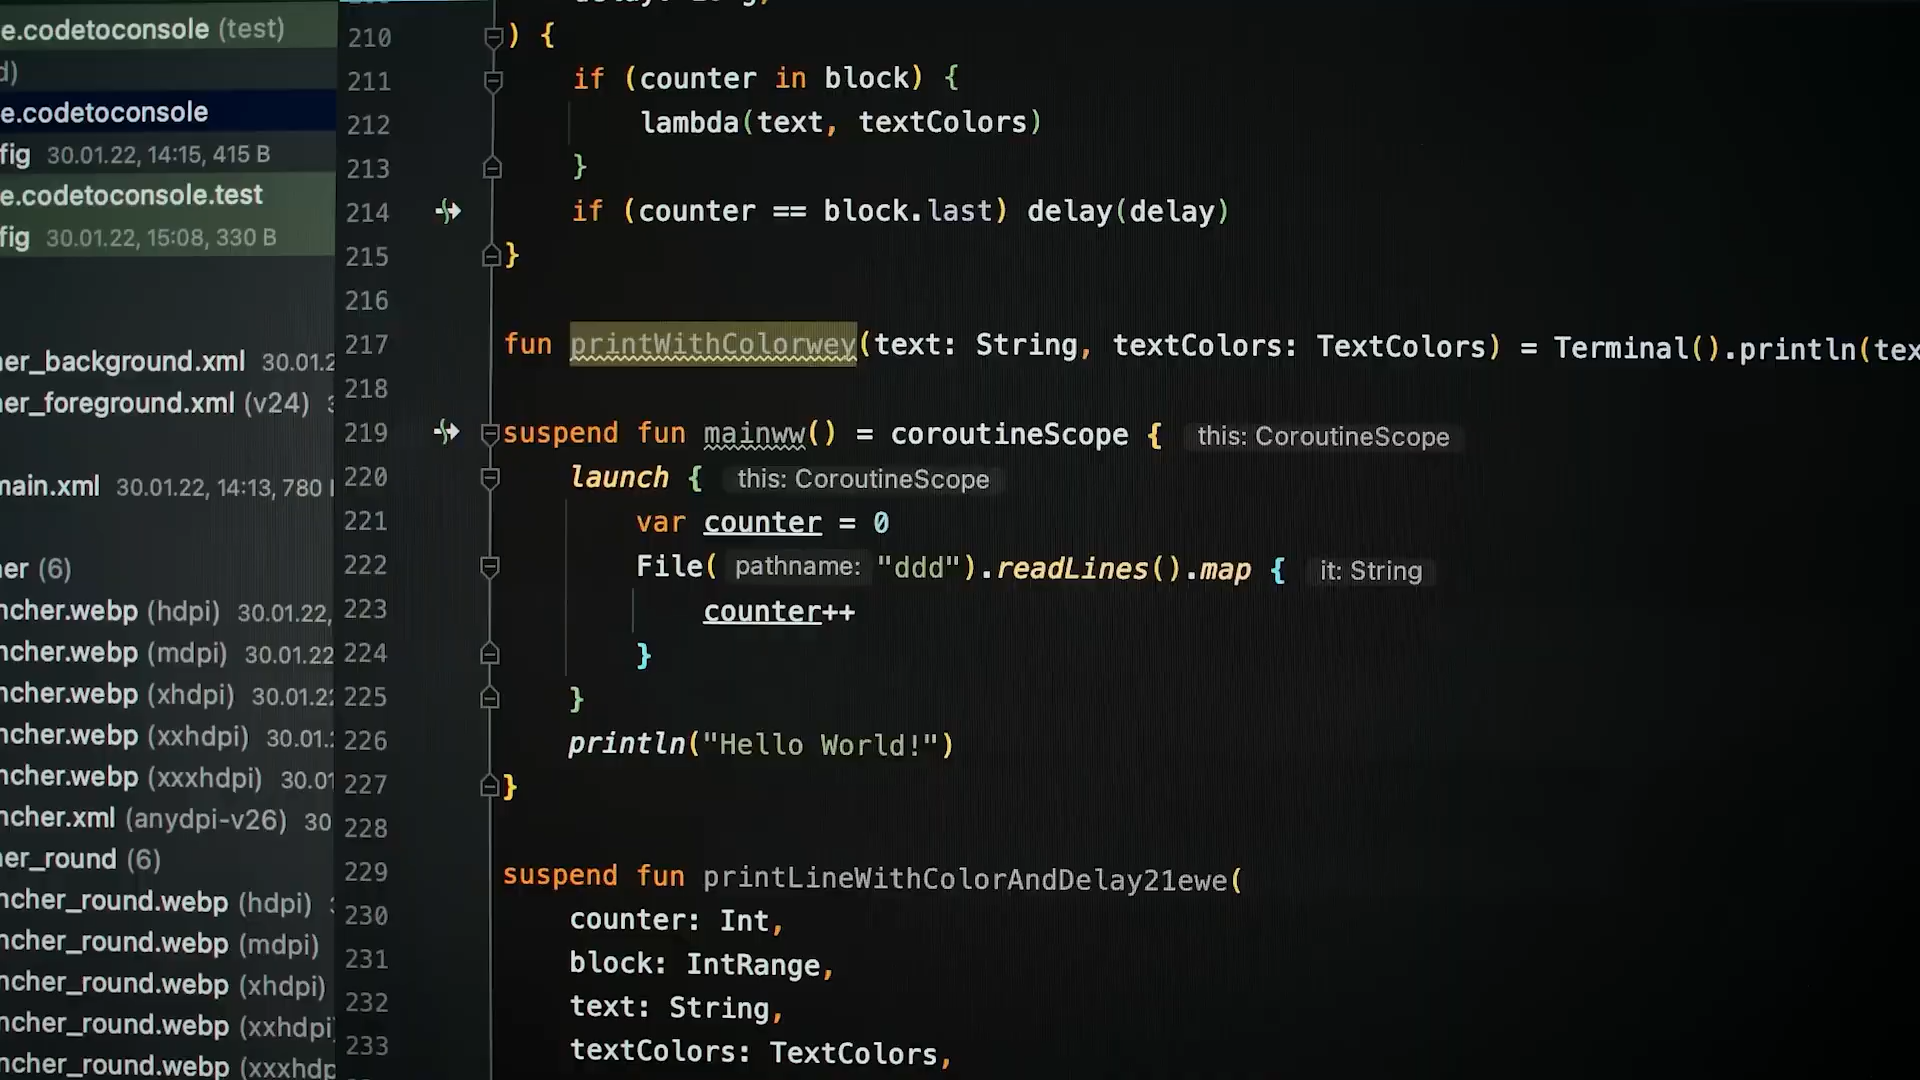 e.codetoconsole (test)
d)
e.codetoconsole
fig 30.01.22, 14:15, 415 B
e.codetoconsole.test
fig 30.01.22, 15:08, 330 B
er_background.xml 30.01.2
er_foreground.xml (v24)
main.xml 30.01.22, 14:13, 780
er (6)
ncher.webp (hdpi) 30.01.22,
ncher.webp (mdpi) 30.01.22
ncher.webp (xhdpi) 30.01.22
ncher.webp (xxhdpi) 30.01.
ncher.webp (xxxhdpi) 30.01
ncher.xml (anydpi-v26) 30
er_round (6)
ncher_round.webp (hdpi)
ncher_round.webp (mdpi)
ncher_round.webp (xhdpi)
ncher_round.webp (xxhdpi
ncher_round.webp (xxxhdp
210 ) {
211 if (counter in block) {
212 lambda(text, textColors)
213 }
214 if (counter == block.last) delay(delay)
215 }
216
217 fun printWithColorwey(text: String, textColors: TextColors) = Terminal().println(tex
218
219 suspend fun mainww() = coroutineScope { this: CoroutineScope
220 launch { this: CoroutineScope
221 var counter = 0
222 File( pathname: "ddd").readLines().map { it: String
223 counter++
224 }
225 }
226 println("Hello World!")
227 }
228
229 suspend fun printLineWithColorAndDelay21ewe(
230 counter: Int,
231 block: IntRange,
232 text: String,
233 textColors: TextColors,